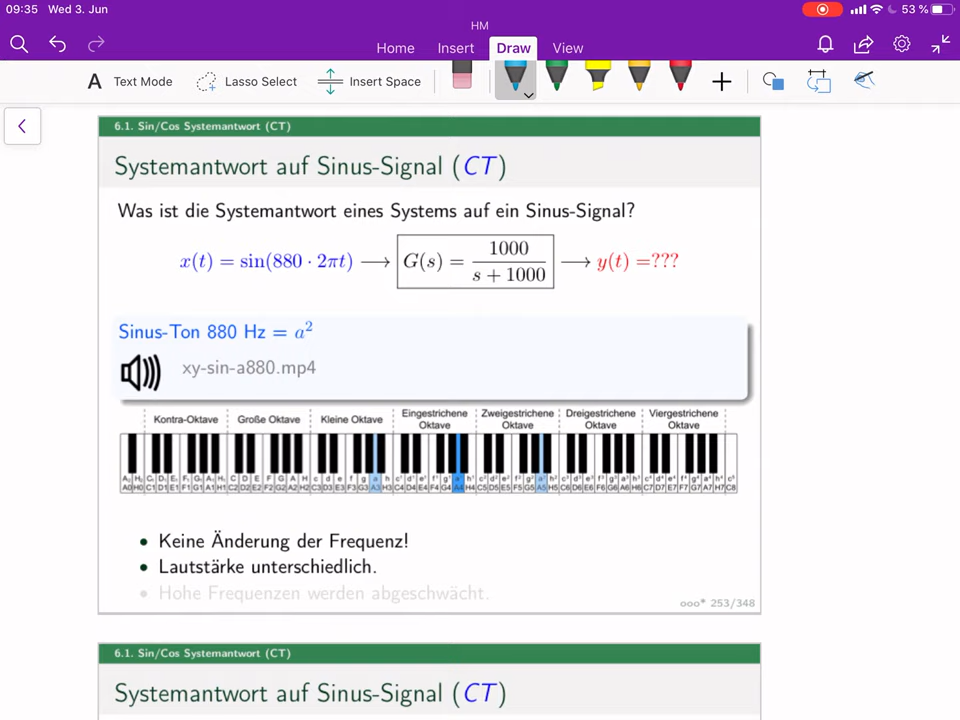 09:35 Wed 3. Jun
53 %
HM
Home Insert Draw View
A Text Mode Lasso Select Insert Space
6.1. Sin/Cos Systemantwort (CT)
Systemantwort auf Sinus-Signal (CT)
Was ist die Systemantwort eines Systems auf ein Sinus-Signal?
x(t) = sin(880 · 2πt) → G(s) = 1000 / s + 1000 → y(t) =???
Sinus-Ton 880 Hz = a²
xy-sin-a880.mp4
Kontra-Oktave Große Oktave Kleine Oktave Eingestrichene Oktave Zweigestrichene Oktave Dreigestrichene Oktave Viergestrichene Oktave
• Keine Änderung der Frequenz!
• Lautstärke unterschiedlich.
• Hohe Frequenzen werden abgeschwächt.
ooo* 253/348
6.1. Sin/Cos Systemantwort (CT)
Systemantwort auf Sinus-Signal (CT)